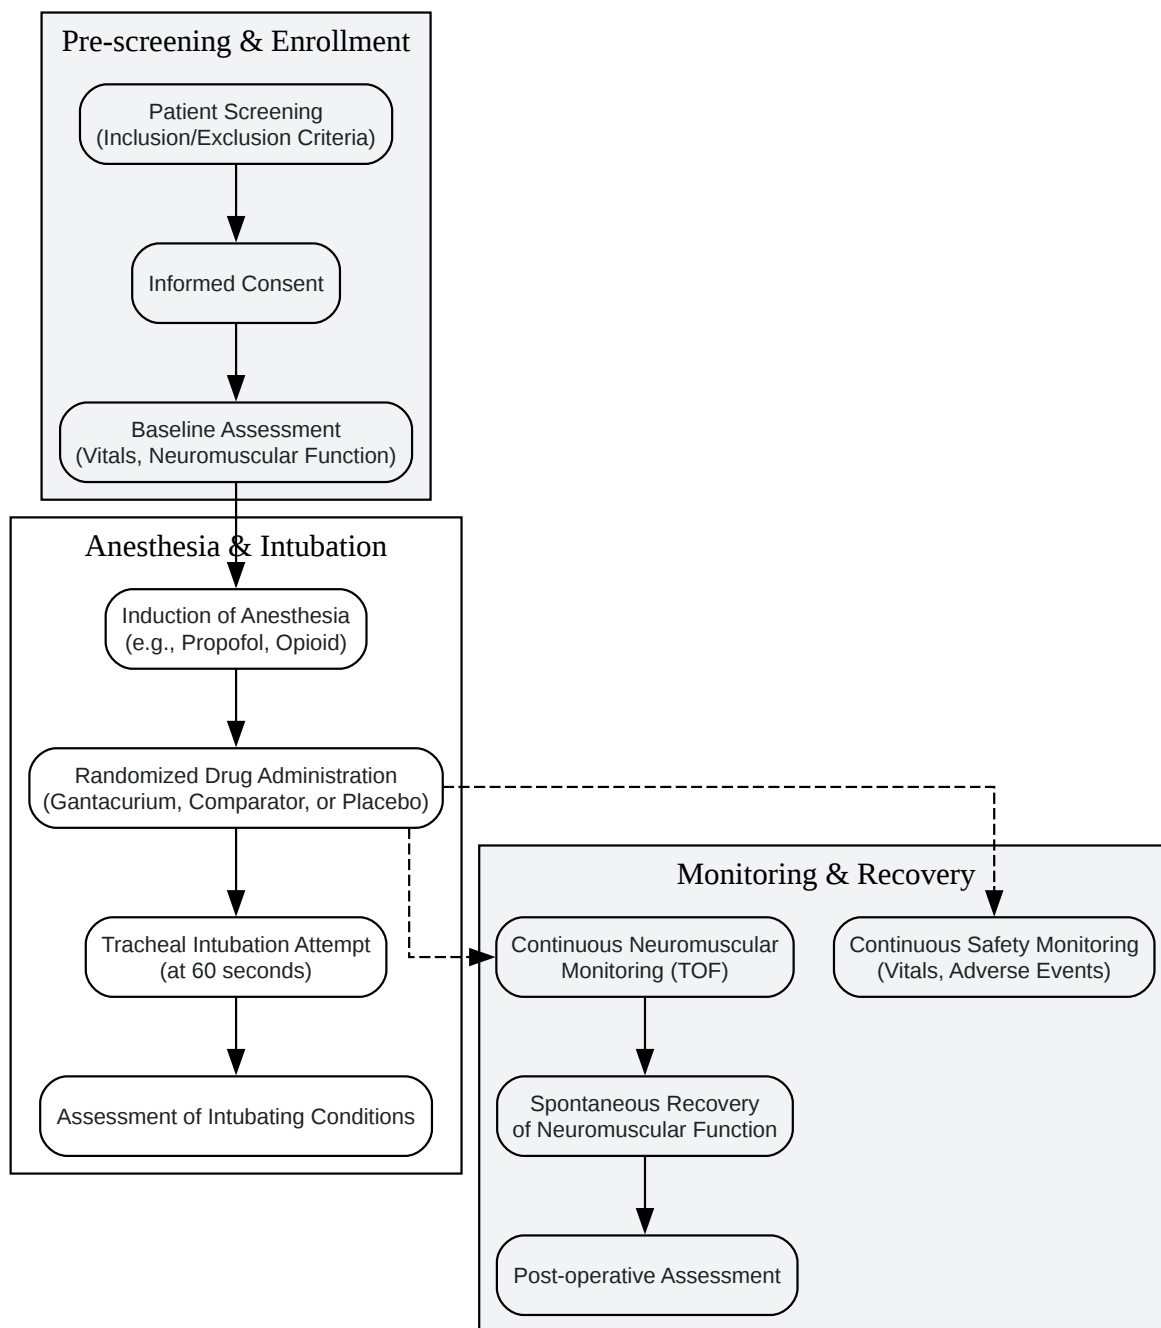 Pre-screening & Enrollment
Patient Screening
(Inclusion/Exclusion Criteria)
Informed Consent
Baseline Assessment
(Vitals, Neuromuscular Function)
Anesthesia & Intubation
Induction of Anesthesia
(e.g., Propofol, Opioid)
Randomized Drug Administration
(Gantacurium, Comparator, or Placebo)
Tracheal Intubation Attempt
(at 60 seconds)
Assessment of Intubating Conditions
Monitoring & Recovery
Continuous Neuromuscular
Monitoring (TOF)
Continuous Safety Monitoring
(Vitals, Adverse Events)
Spontaneous Recovery
of Neuromuscular Function
Post-operative Assessment